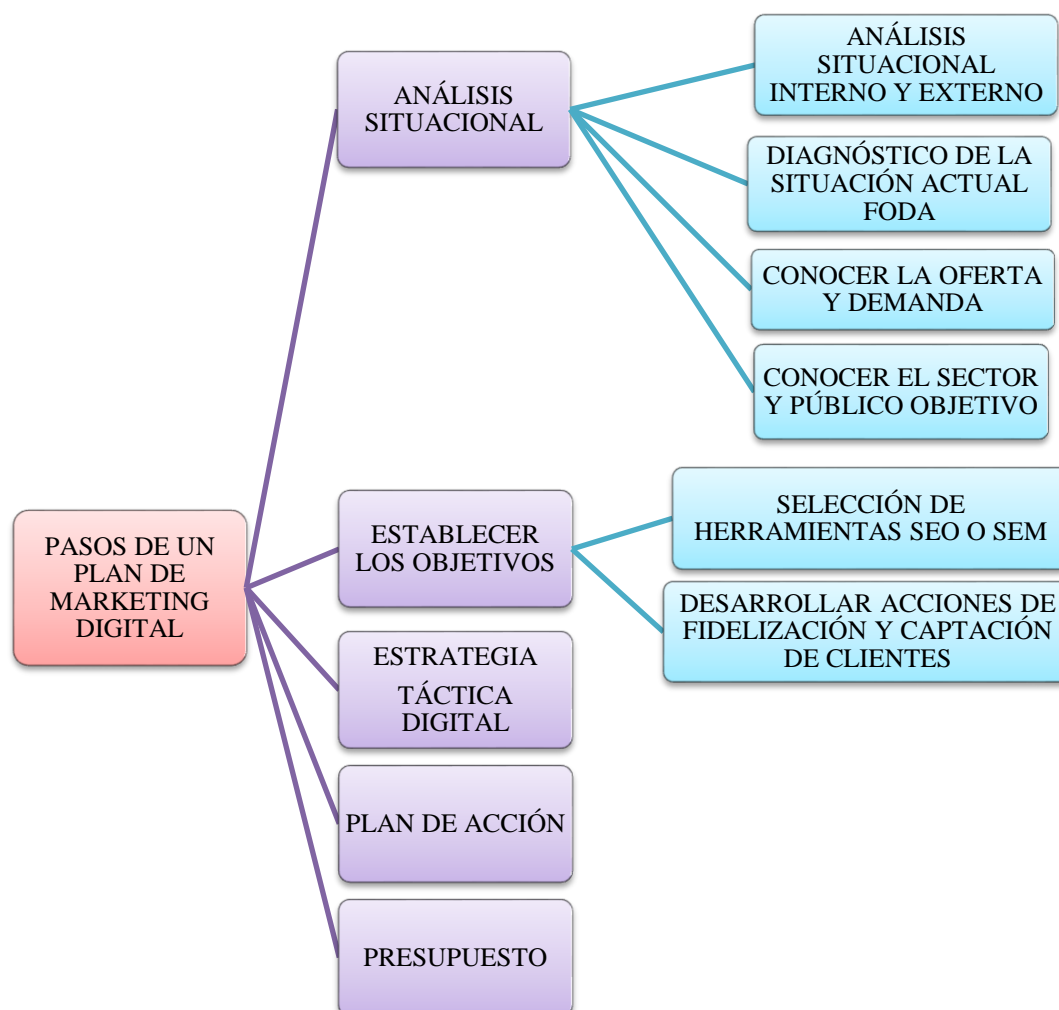 PASOS DE UN
PLAN DE
MARKETING
DIGITAL
ANÁLISIS
SITUACIONAL
ANÁLISIS
SITUACIONAL
INTERNO Y EXTERNO
DIAGNÓSTICO DE LA
SITUACIÓN ACTUAL
FODA
CONOCER LA OFERTA
Y DEMANDA
CONOCER EL SECTOR
Y PÚBLICO OBJETIVO
ESTABLECER
LOS OBJETIVOS
SELECCIÓN DE
HERRAMIENTAS SEO O SEM
DESARROLLAR ACCIONES DE
FIDELIZACIÓN Y CAPTACIÓN
DE CLIENTES
ESTRATEGIA
TÁCTICA
DIGITAL
PLAN DE ACCIÓN
PRESUPUESTO